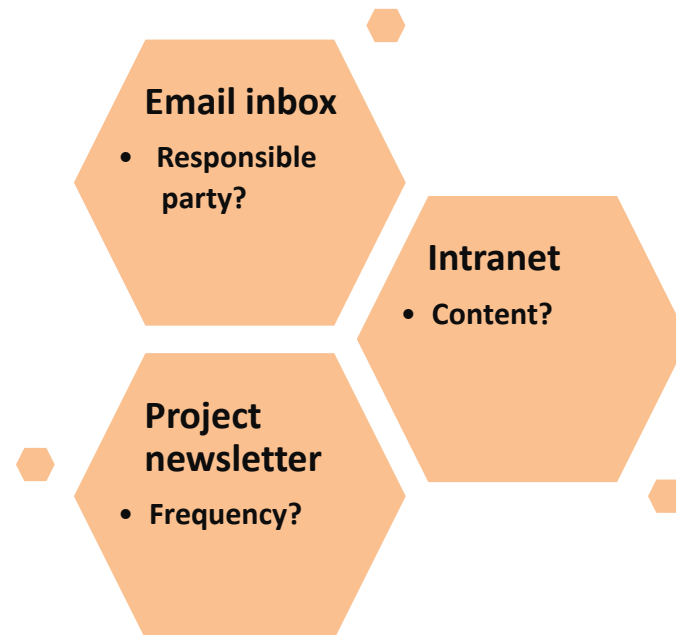 Email inbox
• Responsible
party?
Intranet
• Content?
Project
newsletter
• Frequency?